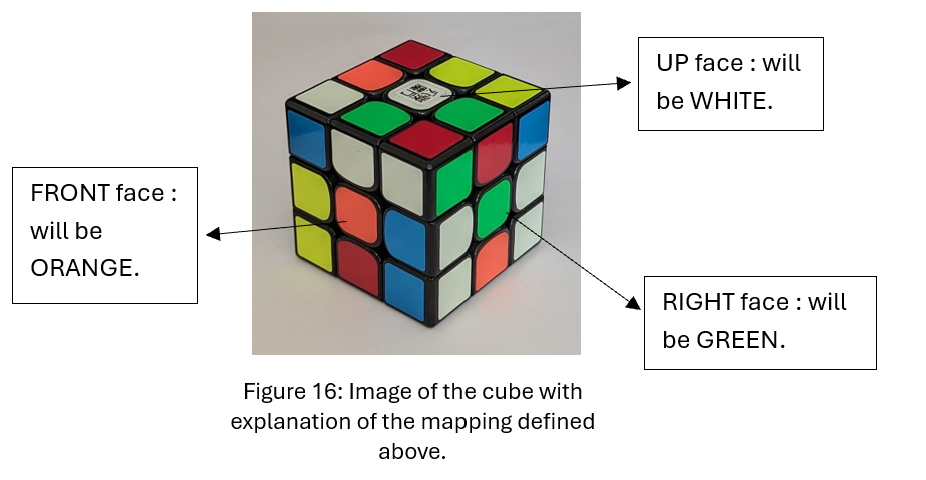 UP face : will
be WHITE.
FRONT face :
will be
ORANGE.
RIGHT face : will
be GREEN.
Figure 16: Image of the cube with
explanation of the mapping defined
above.